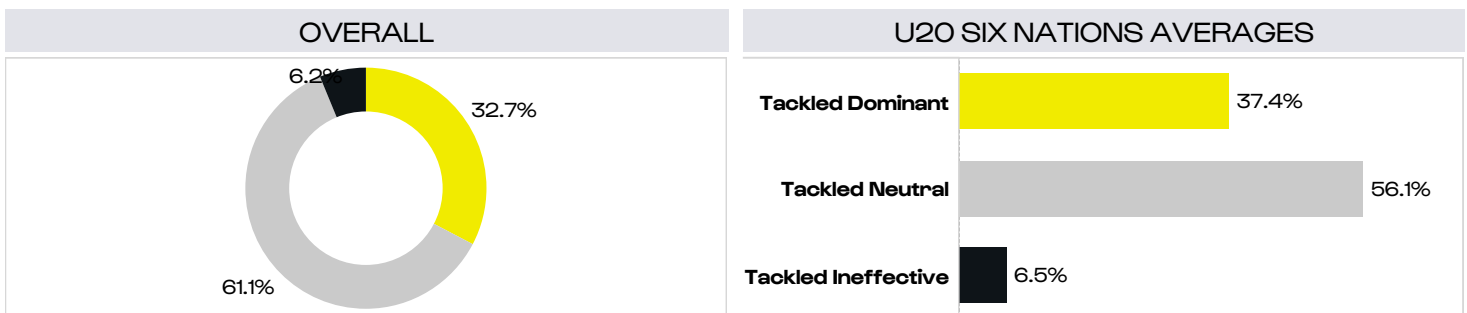 OVERALL
6.2%
32.7%
61.1%
U20 SIX NATIONS AVERAGES
Tackled Dominant 37.4%
Tackled Neutral 56.1%
Tackled Ineffective 6.5%